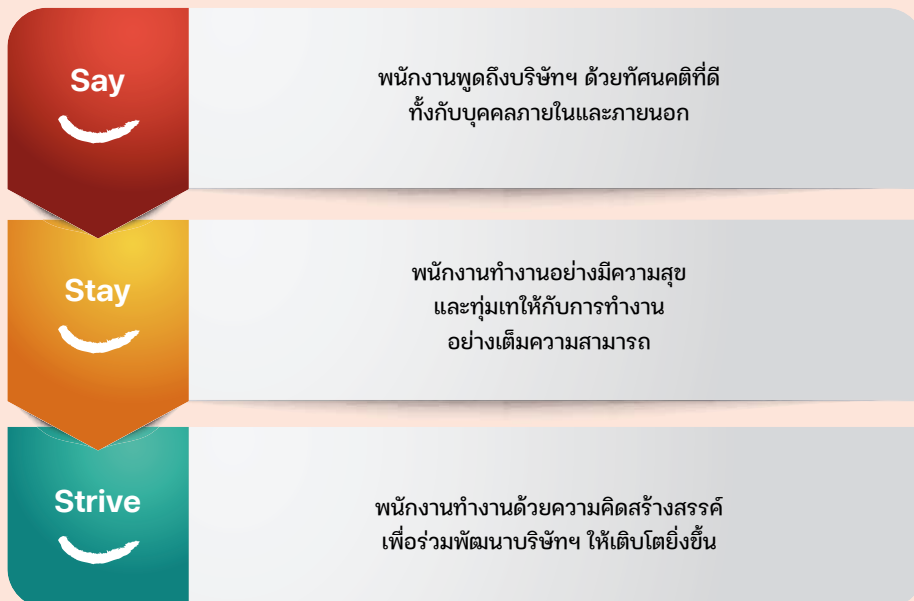 Say
พนักงานพูดถึงบริษัทฯ ด้วยทัศนคติที่ดี
ทั้งกับบุคคลภายในและภายนอก
Stay
พนักงานทำงานอย่างมีความสุข
และทุ่มเทให้กับการทำงาน
อย่างเต็มความสามารถ
Strive
พนักงานทำงานด้วยความคิดสร้างสรรค์
เพื่อร่วมพัฒนาบริษัทฯ ให้เติบโตยิ่งขึ้น